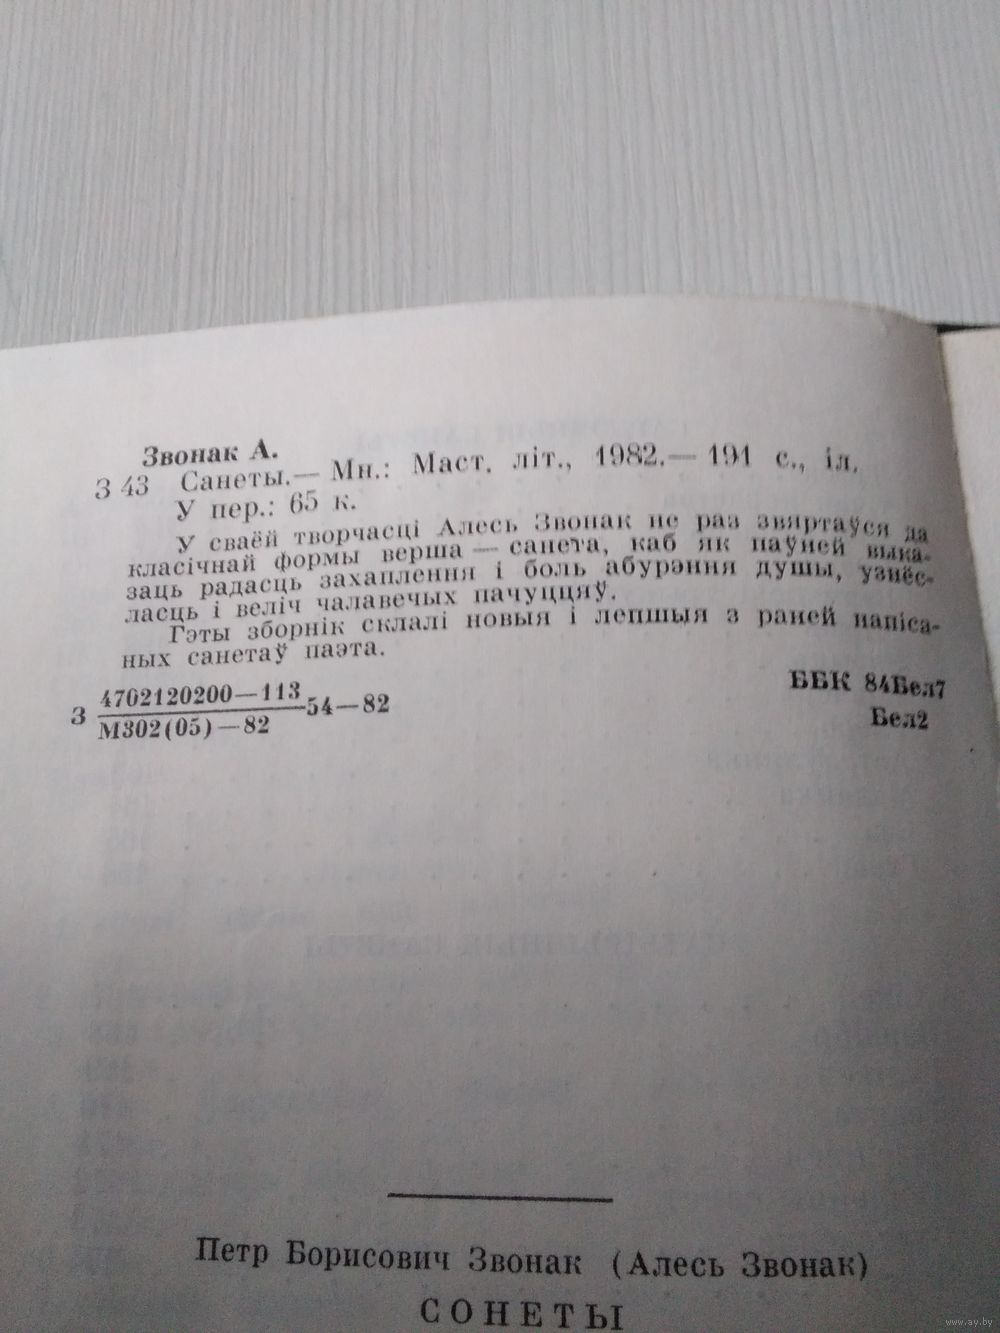 Звонак А.
З 43 Санеты.— Мн.: Маст. літ., 1982.— 191 с., іл.
У пер.: 65 к.
У сваёй творчасці Алесь Звонак не раз звяртаўся да
класічнай формы верша — санета, каб як паўней выка-
заць радасць захаплення і боль абурэння душы, узнёс-
ласць і веліч чалавечых пачуццяў.
Гэты зборнік склалі новыя і лепшыя з раней напіса-
ных санетаў паэта.
З 4702120200—113 54—82
М302(05)—82
ББК 84Бел7
Бел2
Петр Борисович Звонак (Алесь Звонак)
СОНЕТЫ
www.ay.by